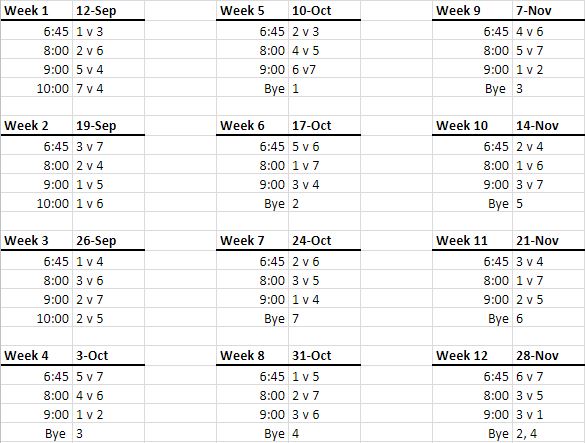 Week 1 12-Sep
6:45 1 v 3
8:00 2 v 6
9:00 5 v 4
10:00 7 v 4
Week 2 19-Sep
6:45 3 v 7
8:00 2 v 4
9:00 1 v 5
10:00 1 v 6
Week 3 26-Sep
6:45 1 v 4
8:00 3 v 6
9:00 2 v 7
10:00 2 v 5
Week 4 3-Oct
6:45 5 v 7
8:00 4 v 6
9:00 1 v 2
Bye 3
Week 5 10-Oct
6:45 2 v 3
8:00 4 v 5
9:00 6 v7
Bye 1
Week 6 17-Oct
6:45 5 v 6
8:00 1 v 7
9:00 3 v 4
Bye 2
Week 7 24-Oct
6:45 2 v 6
8:00 3 v 5
9:00 1 v 4
Bye 7
Week 8 31-Oct
6:45 1 v 5
8:00 2 v 7
9:00 3 v 6
Bye 4
Week 9 7-Nov
6:45 4 v 6
8:00 5 v 7
9:00 1 v 2
Bye 3
Week 10 14-Nov
6:45 2 v 4
8:00 1 v 6
9:00 3 v 7
Bye 5
Week 11 21-Nov
6:45 3 v 4
8:00 1 v 7
9:00 2 v 5
Bye 6
Week 12 28-Nov
6:45 6 v 7
8:00 3 v 5
9:00 3 v 1
Bye 2, 4